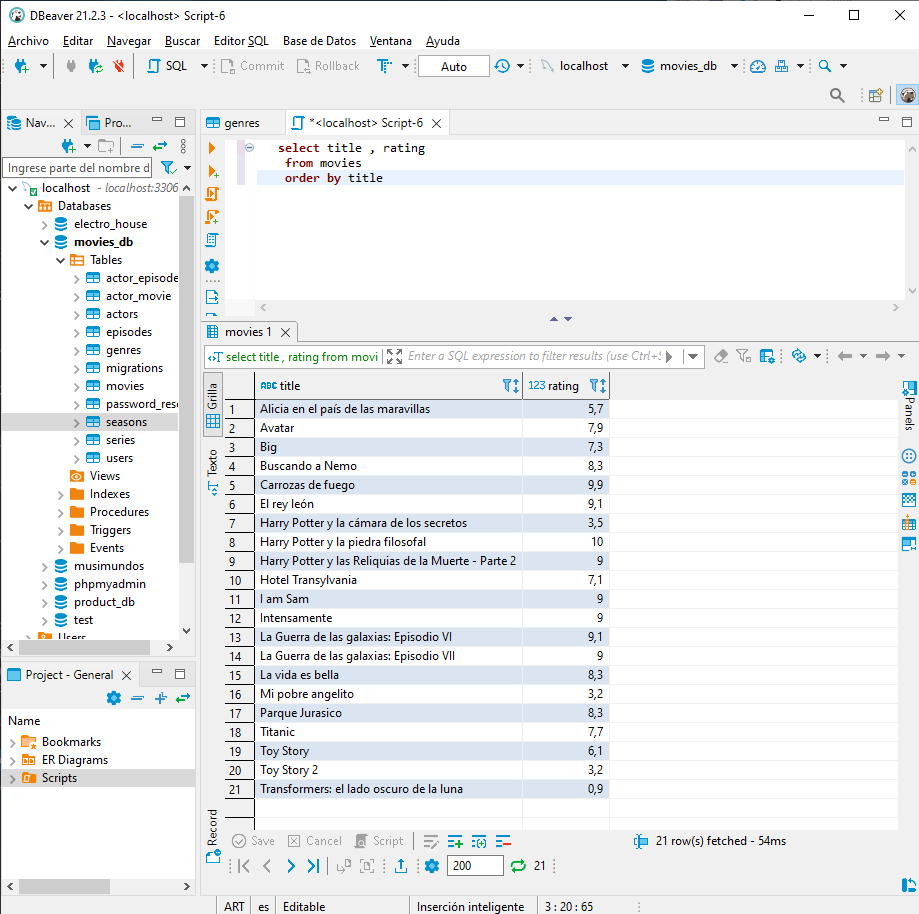 DBeaver 21.2.3 - <localhost> Script-6
Archivo Editar Navegar Buscar Editor SQL Base de Datos Ventana Ayuda
SQL Commit Rollback Auto localhost movies_db
Nav... Pro...
Ingrese parte del nombre d
localhost - localhost:3306
Databases
electro_house
movies_db
Tables
actor_episode
actor_movie
actors
episodes
genres
migrations
movies
password_rese
seasons
series
users
Views
Indexes
Procedures
Triggers
Events
musimundos
phpmyadmin
product_db
test
Users
Project - General
Name
Bookmarks
ER Diagrams
Scripts
genres *<localhost> Script-6
select title , rating
from movies
order by title
movies 1
select title , rating from movi Enter a SQL expression to filter results (use Ctrl+S
Grilla
Texto
Record
Panels
ABC title 123 rating
1 Alicia en el país de las maravillas 5,7
2 Avatar 7,9
3 Big 7,3
4 Buscando a Nemo 8,3
5 Carrozas de fuego 9,9
6 El rey león 9,1
7 Harry Potter y la cámara de los secretos 3,5
8 Harry Potter y la piedra filosofal 10
9 Harry Potter y las Reliquias de la Muerte - Parte 2 9
10 Hotel Transylvania 7,1
11 I am Sam 9
12 Intensamente 9
13 La Guerra de las galaxias: Episodio VI 9,1
14 La Guerra de las galaxias: Episodio VII 9
15 La vida es bella 8,3
16 Mi pobre angelito 3,2
17 Parque Jurasico 8,3
18 Titanic 7,7
19 Toy Story 6,1
20 Toy Story 2 3,2
21 Transformers: el lado oscuro de la luna 0,9
Save Cancel Script 21 row(s) fetched - 54ms
200 21
ART es Editable Inserción inteligente 3 : 20 : 65